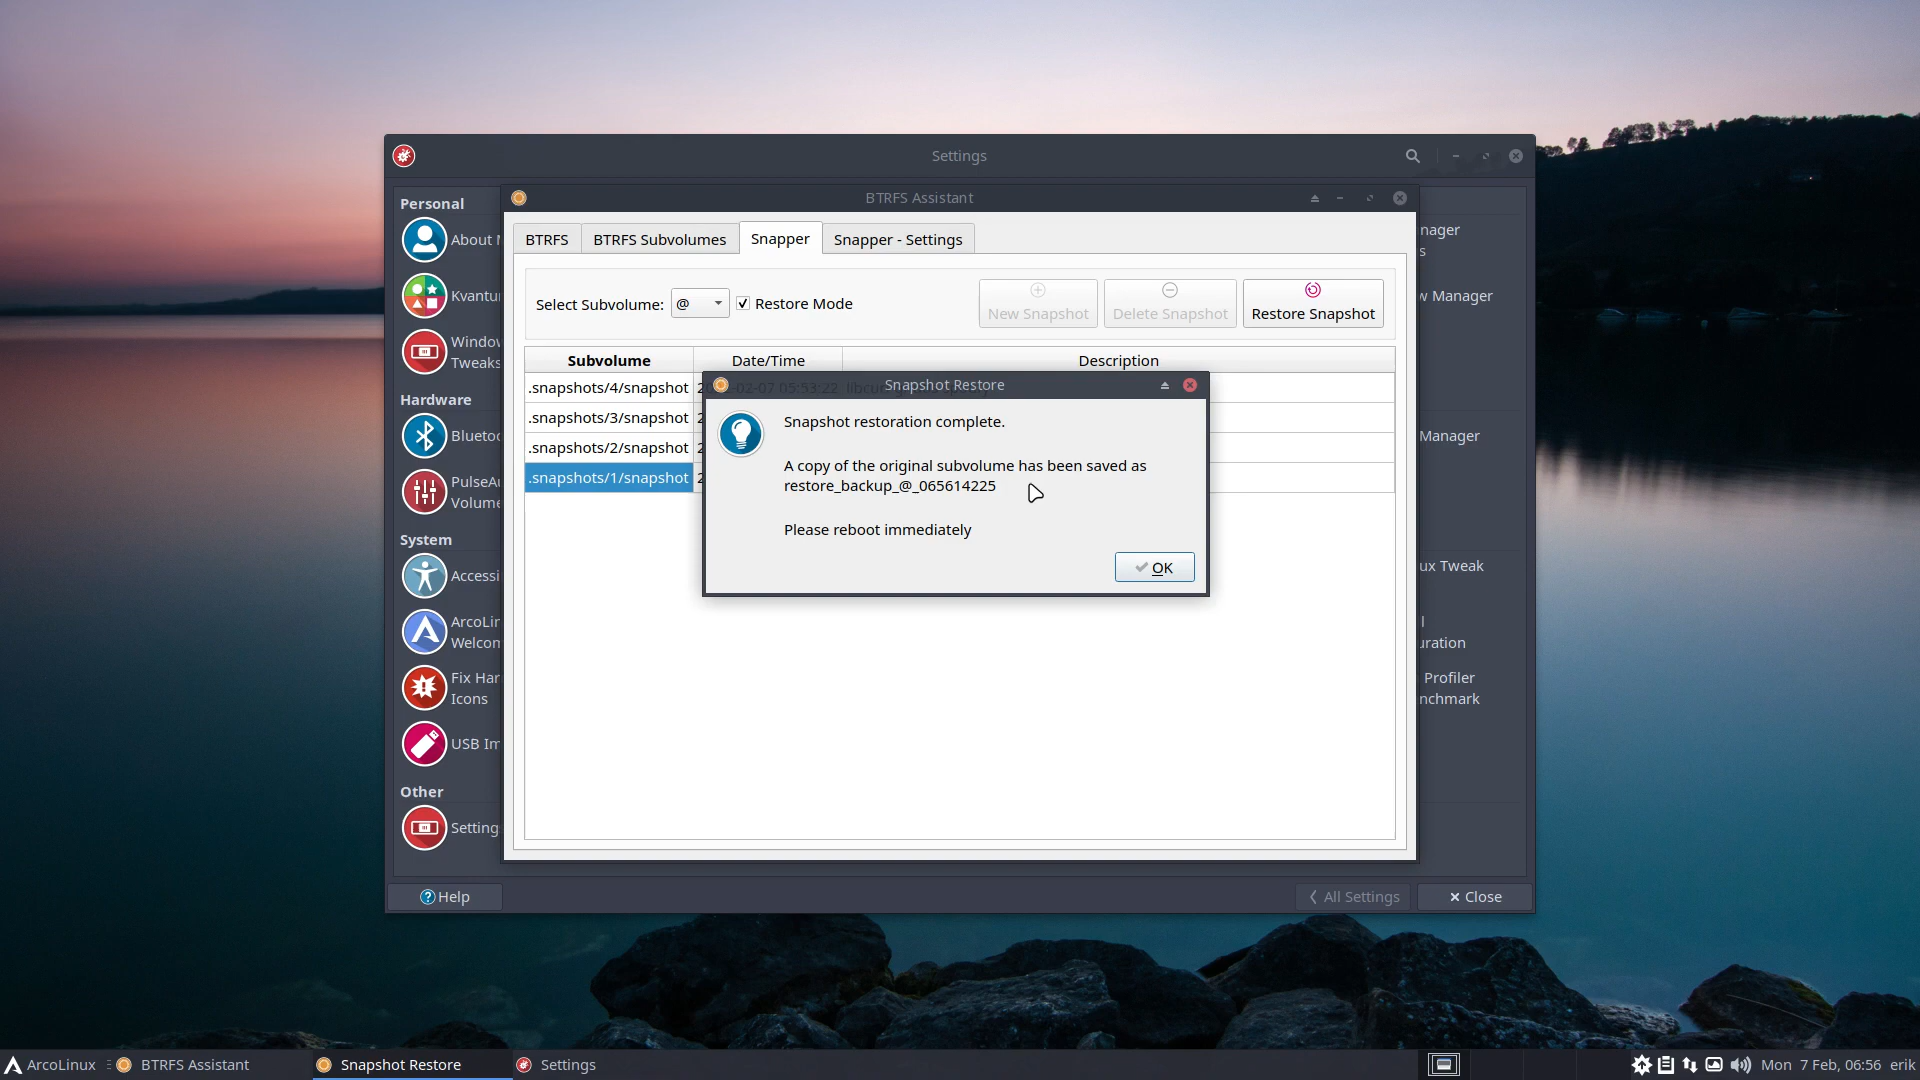 Settings
Personal
About
Kvantu
Window
Tweaks
Hardware
Bluetoo
PulseAu
Volume
System
Accessi
ArcoLin
Welcom
Fix Har
Icons
USB Im
Other
Setting
nager
s
w Manager
Manager
ux Tweak
uration
Profiler
nchmark
Help
All Settings
Close
BTRFS Assistant
BTRFS
BTRFS Subvolumes
Snapper
Snapper - Settings
Select Subvolume:
@
Restore Mode
New Snapshot
Delete Snapshot
Restore Snapshot
Subvolume
Date/Time
Description
.snapshots/4/snapshot
.snapshots/3/snapshot
.snapshots/2/snapshot
.snapshots/1/snapshot
Snapshot Restore
Snapshot restoration complete.
A copy of the original subvolume has been saved as
restore_backup_@_065614225
Please reboot immediately
OK
ArcoLinux
BTRFS Assistant
Snapshot Restore
Settings
Mon 7 Feb, 06:56
erik